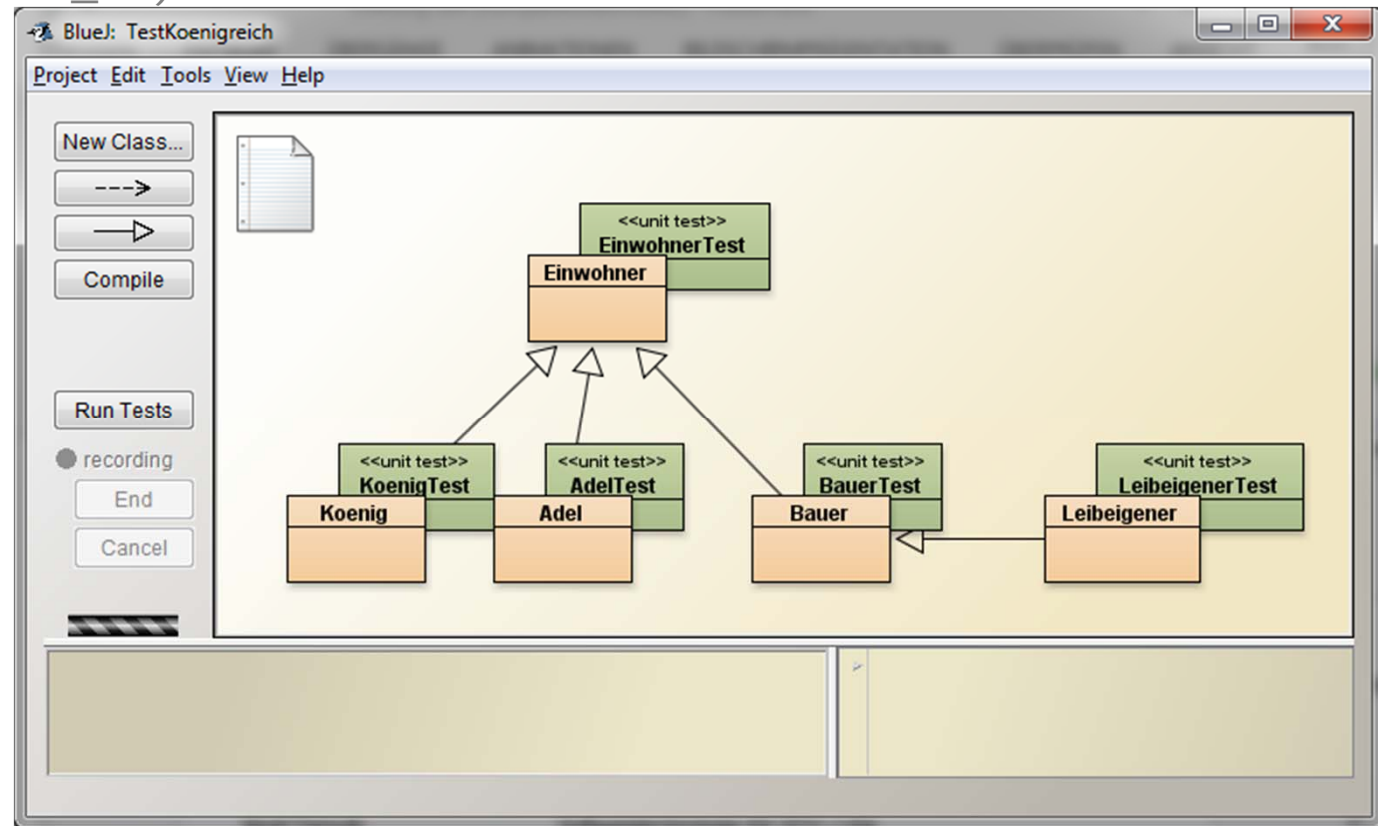 BlueJ: TestKoenigreich
Project Edit Tools View Help
New Class...
Compile
Run Tests
recording
End
Cancel
<<unit test>>
EinwohnerTest
Einwohner
<<unit test>>
KoenigTest
Koenig
<<unit test>>
AdelTest
Adel
<<unit test>>
BauerTest
Bauer
<<unit test>>
LeibeigenerTest
Leibeigener